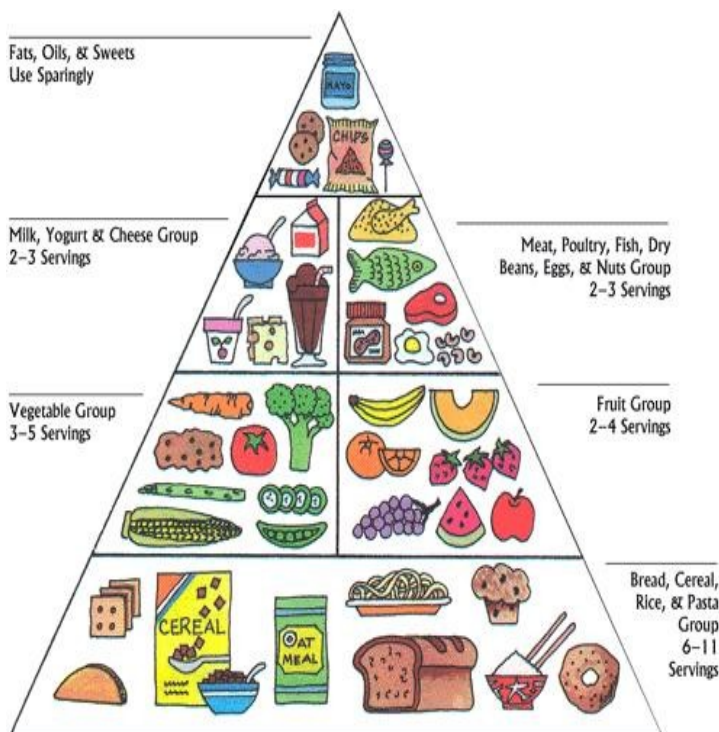 Fats, Oils, & Sweets
Use Sparingly
MAYO
CHIPS
Milk, Yogurt & Cheese Group
2–3 Servings
Meat, Poultry, Fish, Dry
Beans, Eggs, & Nuts Group
2–3 Servings
Vegetable Group
3–5 Servings
Fruit Group
2–4 Servings
Bread, Cereal,
Rice, & Pasta
Group
6–11
Servings
CEREAL
OAT
MEAL